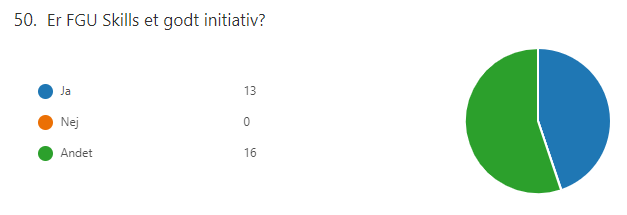 50. Er FGU Skills et godt initiativ?
Ja 13
Nej 0
Andet 16